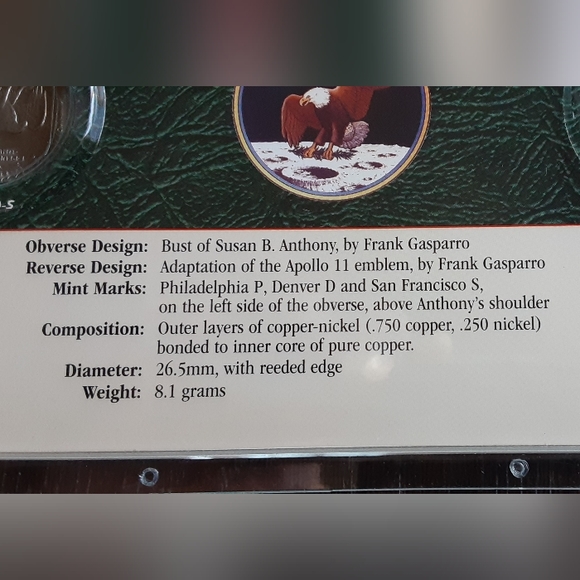 -S
Obverse Design: Bust of Susan B. Anthony, by Frank Gasparro
Reverse Design: Adaptation of the Apollo 11 emblem, by Frank Gasparro
Mint Marks: Philadelphia P, Denver D and San Francisco S,
on the left side of the obverse, above Anthony's shoulder
Composition: Outer layers of copper-nickel (.750 copper, .250 nickel)
bonded to inner core of pure copper.
Diameter: 26.5mm, with reeded edge
Weight: 8.1 grams